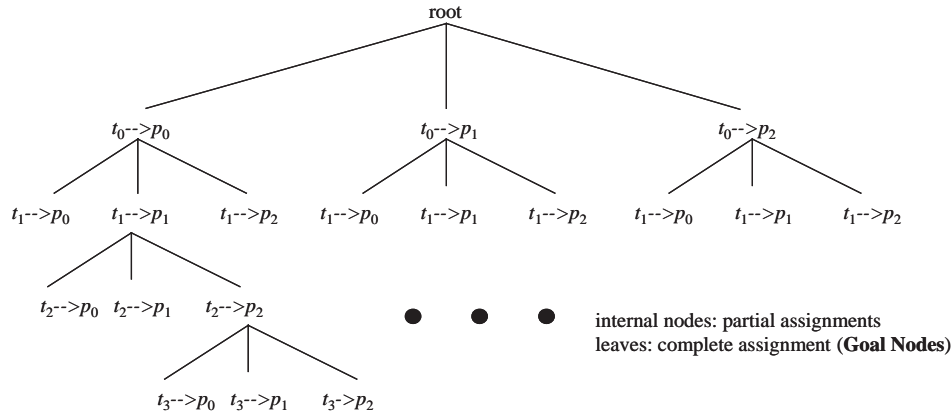 root
t₀-->p₀ t₀-->p₁ t₀-->p₂
t₁-->p₀ t₁-->p₁ t₁-->p₂ t₁-->p₀ t₁-->p₁ t₁-->p₂ t₁-->p₀ t₁-->p₁ t₁-->p₂
t₂-->p₀ t₂-->p₁ t₂-->p₂
internal nodes: partial assignments
leaves: complete assignment (Goal Nodes)
t₃-->p₀ t₃-->p₁ t₃->p₂